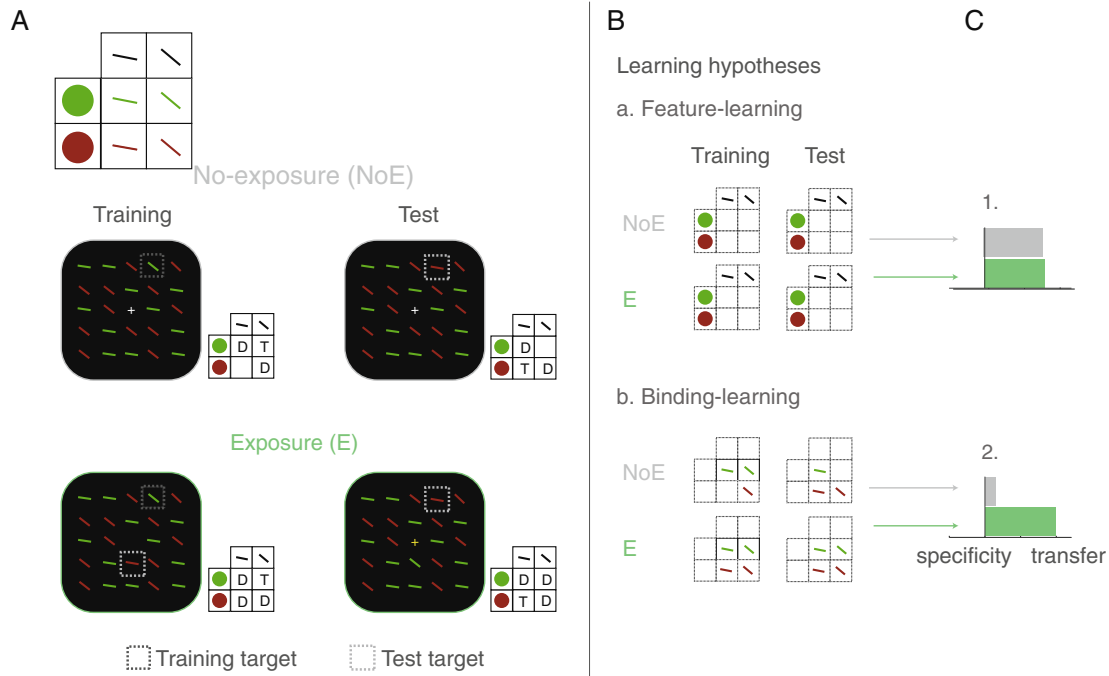 A
No-exposure (NoE)
Training
Test
D T
D
D
T D
Exposure (E)
D T
D D
D D
T D
Training target
Test target
B
C
Learning hypotheses
a. Feature-learning
Training
Test
NoE
E
1.
b. Binding-learning
NoE
E
2.
specificity
transfer